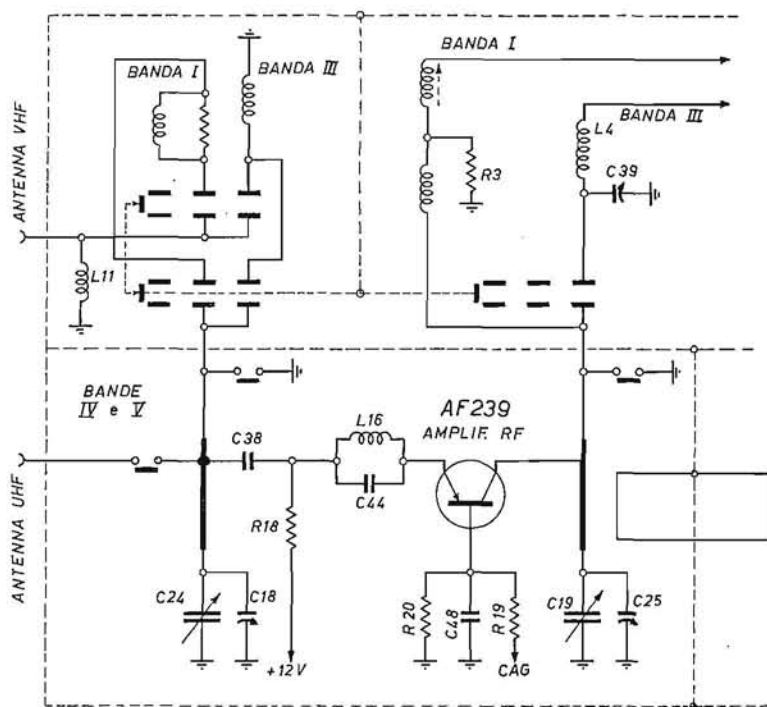 BANDA I
BANDA III
BANDA I
BANDA III
ANTENNA VHF
L11
R3
L4
C39
BANDE
IV e V
C38
L16
C44
AF239
AMPLIF. RF
R18
ANTENNA UHF
C24
C18
+12V
R20
C48
R19
CAG
C19
C25